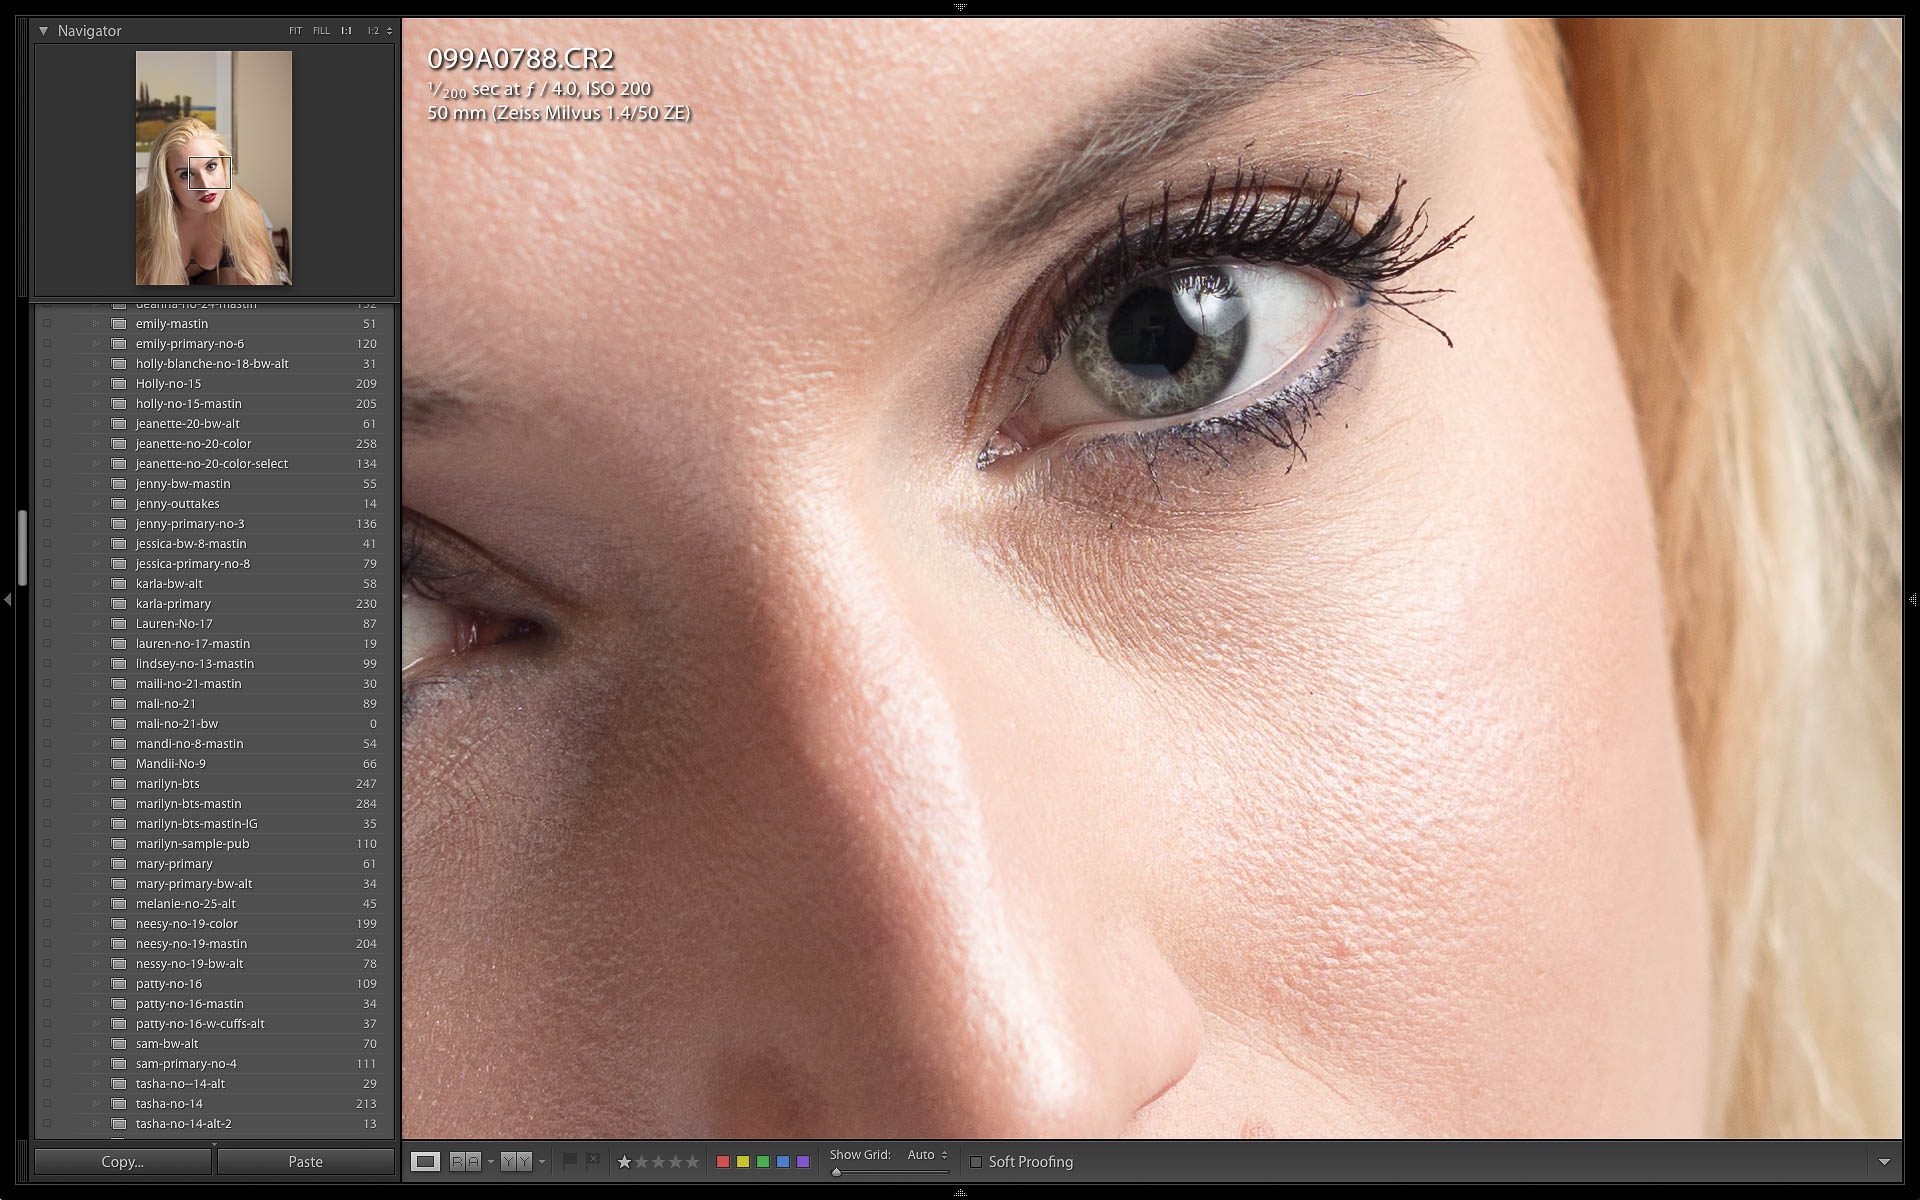 Navigator
FIT FILL 1:1 1:2
099A0788.CR2
1/200 sec at ƒ / 4.0, ISO 200
50 mm (Zeiss Milvus 1.4/50 ZE)
deanna-no-24-mastin 132
emily-mastin 51
emily-primary-no-6 120
holly-blanche-no-18-bw-alt 31
Holly-no-15 209
holly-no-15-mastin 205
jeanette-20-bw-alt 61
jeanette-no-20-color 258
jeanette-no-20-color-select 134
jenny-bw-mastin 55
jenny-outtakes 14
jenny-primary-no-3 136
jessica-bw-8-mastin 41
jessica-primary-no-8 79
karla-bw-alt 58
karla-primary 230
Lauren-No-17 87
lauren-no-17-mastin 19
lindsey-no-13-mastin 99
maili-no-21-mastin 30
mali-no-21 89
mali-no-21-bw 0
mandi-no-8-mastin 54
Mandii-No-9 66
marilyn-bts 247
marilyn-bts-mastin 284
marilyn-bts-mastin-IG 35
marilyn-sample-pub 110
mary-primary 61
mary-primary-bw-alt 34
melanie-no-25-alt 45
neesy-no-19-color 199
neesy-no-19-mastin 204
nessy-no-19-bw-alt 78
patty-no-16 109
patty-no-16-mastin 34
patty-no-16-w-cuffs-alt 37
sam-bw-alt 70
sam-primary-no-4 111
tasha-no--14-alt 29
tasha-no-14 213
tasha-no-14-alt-2 13
Copy... Paste
R A Y Y Show Grid: Auto Soft Proofing